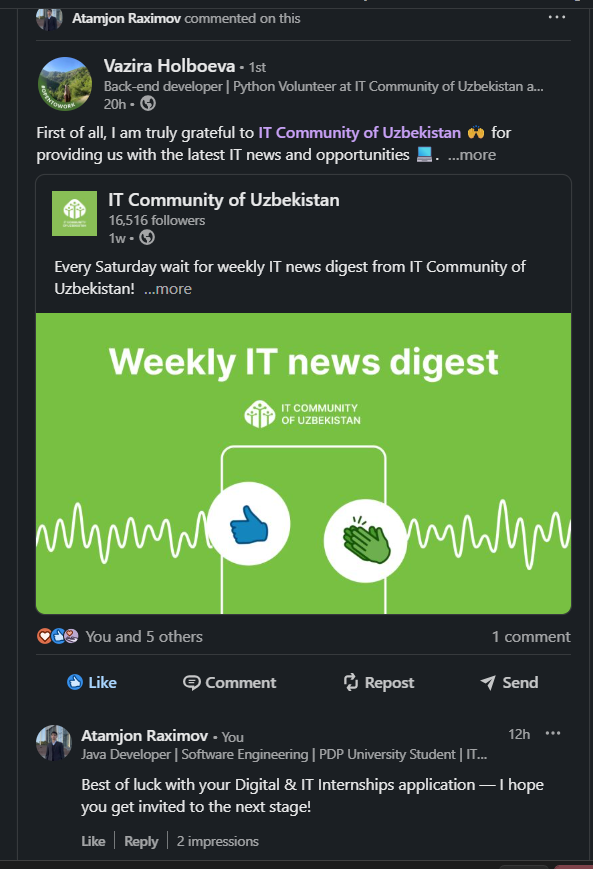 Atamjon Raximov commented on this
Vazira Holboeva • 1st
Back-end developer | Python Volunteer at IT Community of Uzbekistan a...
20h •
#OPENTOWORK
First of all, I am truly grateful to IT Community of Uzbekistan 🙌 for
providing us with the latest IT news and opportunities 💻. ...more
IT Community of Uzbekistan
16,516 followers
1w •
Every Saturday wait for weekly IT news digest from IT Community of
Uzbekistan! ...more
Weekly IT news digest
IT COMMUNITY
OF UZBEKISTAN
You and 5 others
1 comment
Like
Comment
Repost
Send
Atamjon Raximov • You
12h
Java Developer | Software Engineering | PDP University Student | IT...
Best of luck with your Digital & IT Internships application — I hope
you get invited to the next stage!
Like | Reply | 2 impressions